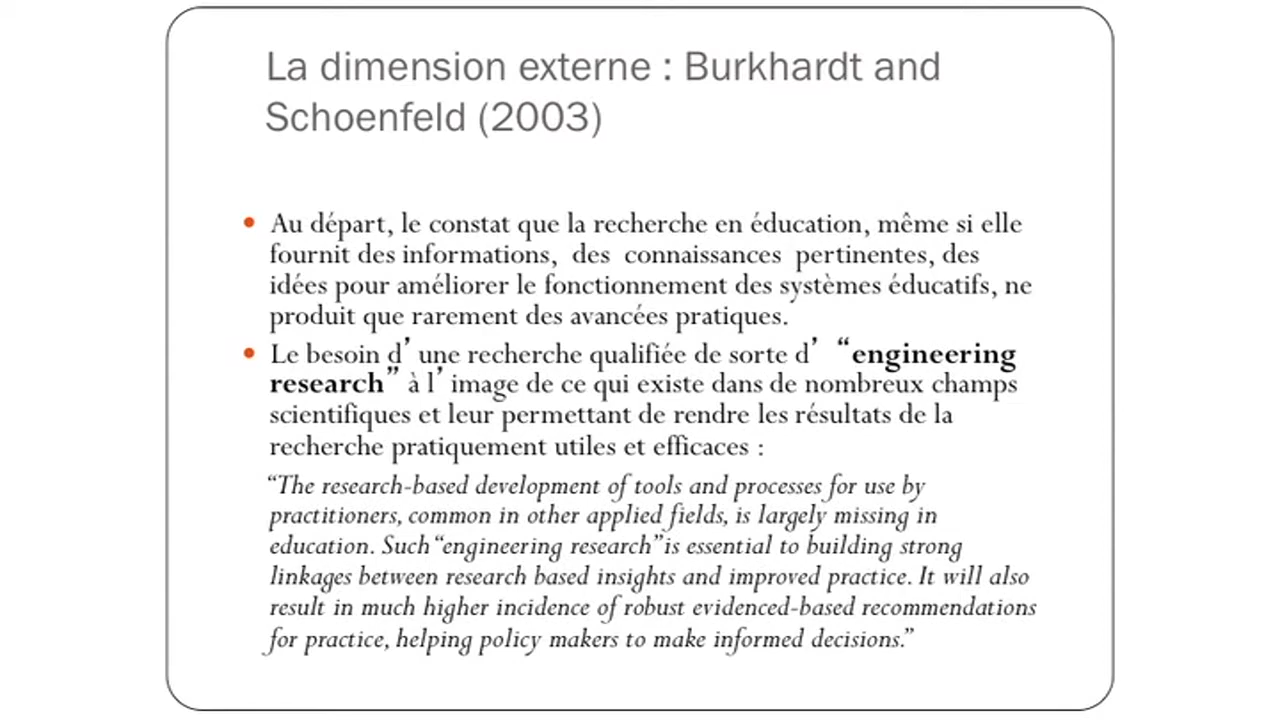 La dimension externe : Burkhardt and
Schoenfeld (2003)
• Au départ, le constat que la recherche en éducation, même si elle
fournit des informations, des connaissances pertinentes, des
idées pour améliorer le fonctionnement des systèmes éducatifs, ne
produit que rarement des avancées pratiques.
• Le besoin d’une recherche qualifiée de sorte d’ “engineering
research” à l’image de ce qui existe dans de nombreux champs
scientifiques et leur permettant de rendre les résultats de la
recherche pratiquement utiles et efficaces :
“The research-based development of tools and processes for use by
practitioners, common in other applied fields, is largely missing in
education. Such “engineering research” is essential to building strong
linkages between research based insights and improved practice. It will also
result in much higher incidence of robust evidenced-based recommendations
for practice, helping policy makers to make informed decisions.”